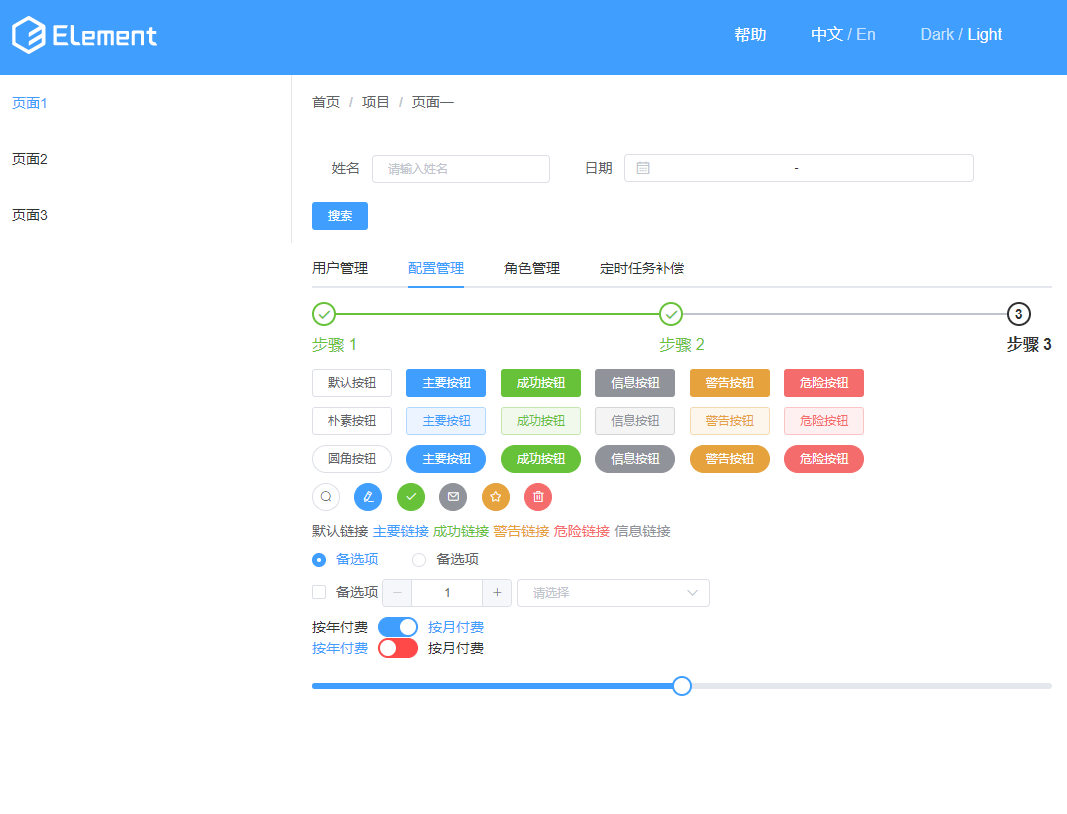 Element 帮助 中文 / En Dark / Light
页面1
页面2
页面3
首页 / 项目 / 页面一
姓名 请输入姓名 日期 -
搜索
用户管理 配置管理 角色管理 定时任务补偿
3
步骤 1 步骤 2 步骤 3
默认按钮 主要按钮 成功按钮 信息按钮 警告按钮 危险按钮
朴素按钮 主要按钮 成功按钮 信息按钮 警告按钮 危险按钮
圆角按钮 主要按钮 成功按钮 信息按钮 警告按钮 危险按钮
默认链接 主要链接 成功链接 警告链接 危险链接 信息链接
备选项 备选项
备选项 − 1 + 请选择
按年付费 按月付费
按年付费 按月付费